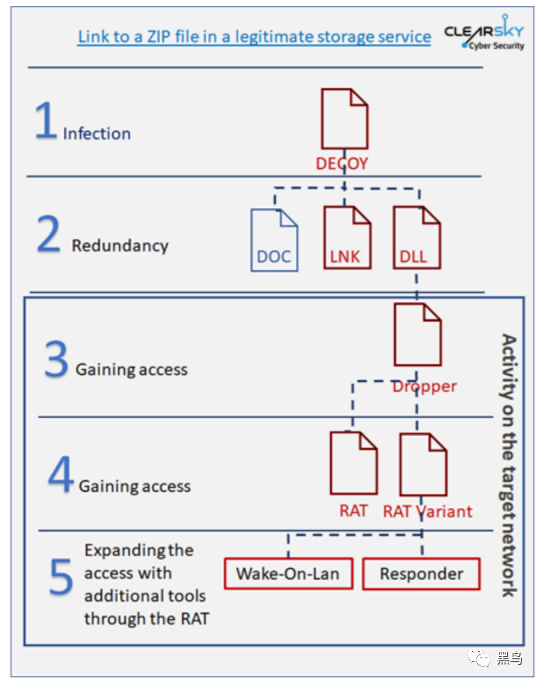 Link to a ZIP file in a legitimate storage service
CLEARSKY
Cyber Security
1 Infection
DECOY
2 Redundancy
DOC
LNK
DLL
3 Gaining access
Dropper
4 Gaining access
RAT
RAT Variant
5 Expanding the
access with
additional tools
through the RAT
Wake-On-Lan
Responder
Activity on the target network
黑鸟